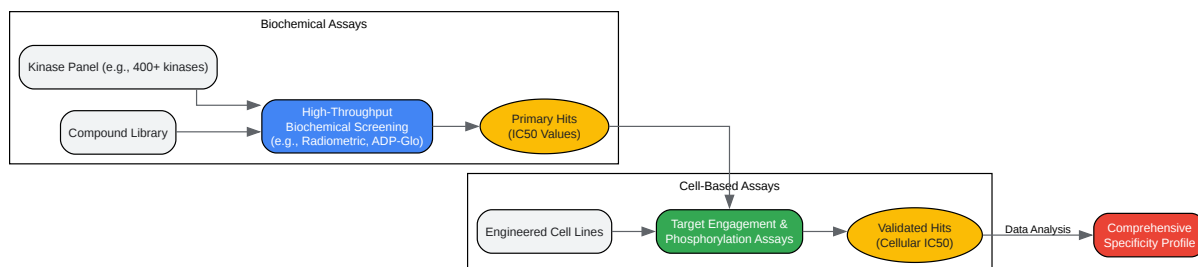 Biochemical Assays
Kinase Panel (e.g., 400+ kinases)
Compound Library
High-Throughput
Biochemical Screening
(e.g., Radiometric, ADP-Glo)
Primary Hits
(IC50 Values)
Cell-Based Assays
Engineered Cell Lines
Target Engagement &
Phosphorylation Assays
Validated Hits
(Cellular IC50)
Data Analysis
Comprehensive
Specificity Profile